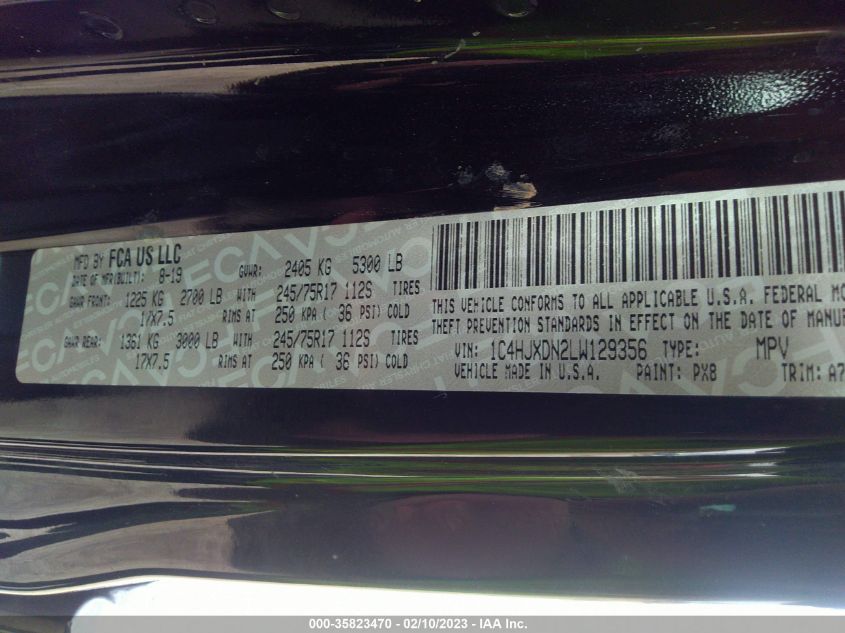 MFD BY FCA US LLC
DATE OF MFR(BUILT): 8-19 GVWR: 2405 KG 5300 LB
GAWR FRONT: 1225 KG 2700 LB WITH 245/75R17 112S TIRES
17X7.5 RIMS AT 250 KPA ( 36 PSI) COLD
GAWR REAR: 1361 KG 3000 LB WITH 245/75R17 112S TIRES
17X7.5 RIMS AT 250 KPA ( 36 PSI) COLD
THIS VEHICLE CONFORMS TO ALL APPLICABLE U.S.A. FEDERAL MO
THEFT PREVENTION STANDARDS IN EFFECT ON THE DATE OF MANUF
VIN: 1C4HJXDN2LW129356 TYPE: MPV
VEHICLE MADE IN U.S.A. PAINT: PX8 TRIM: A7
000-35823470 — 02/10/2023 — IAA Inc.